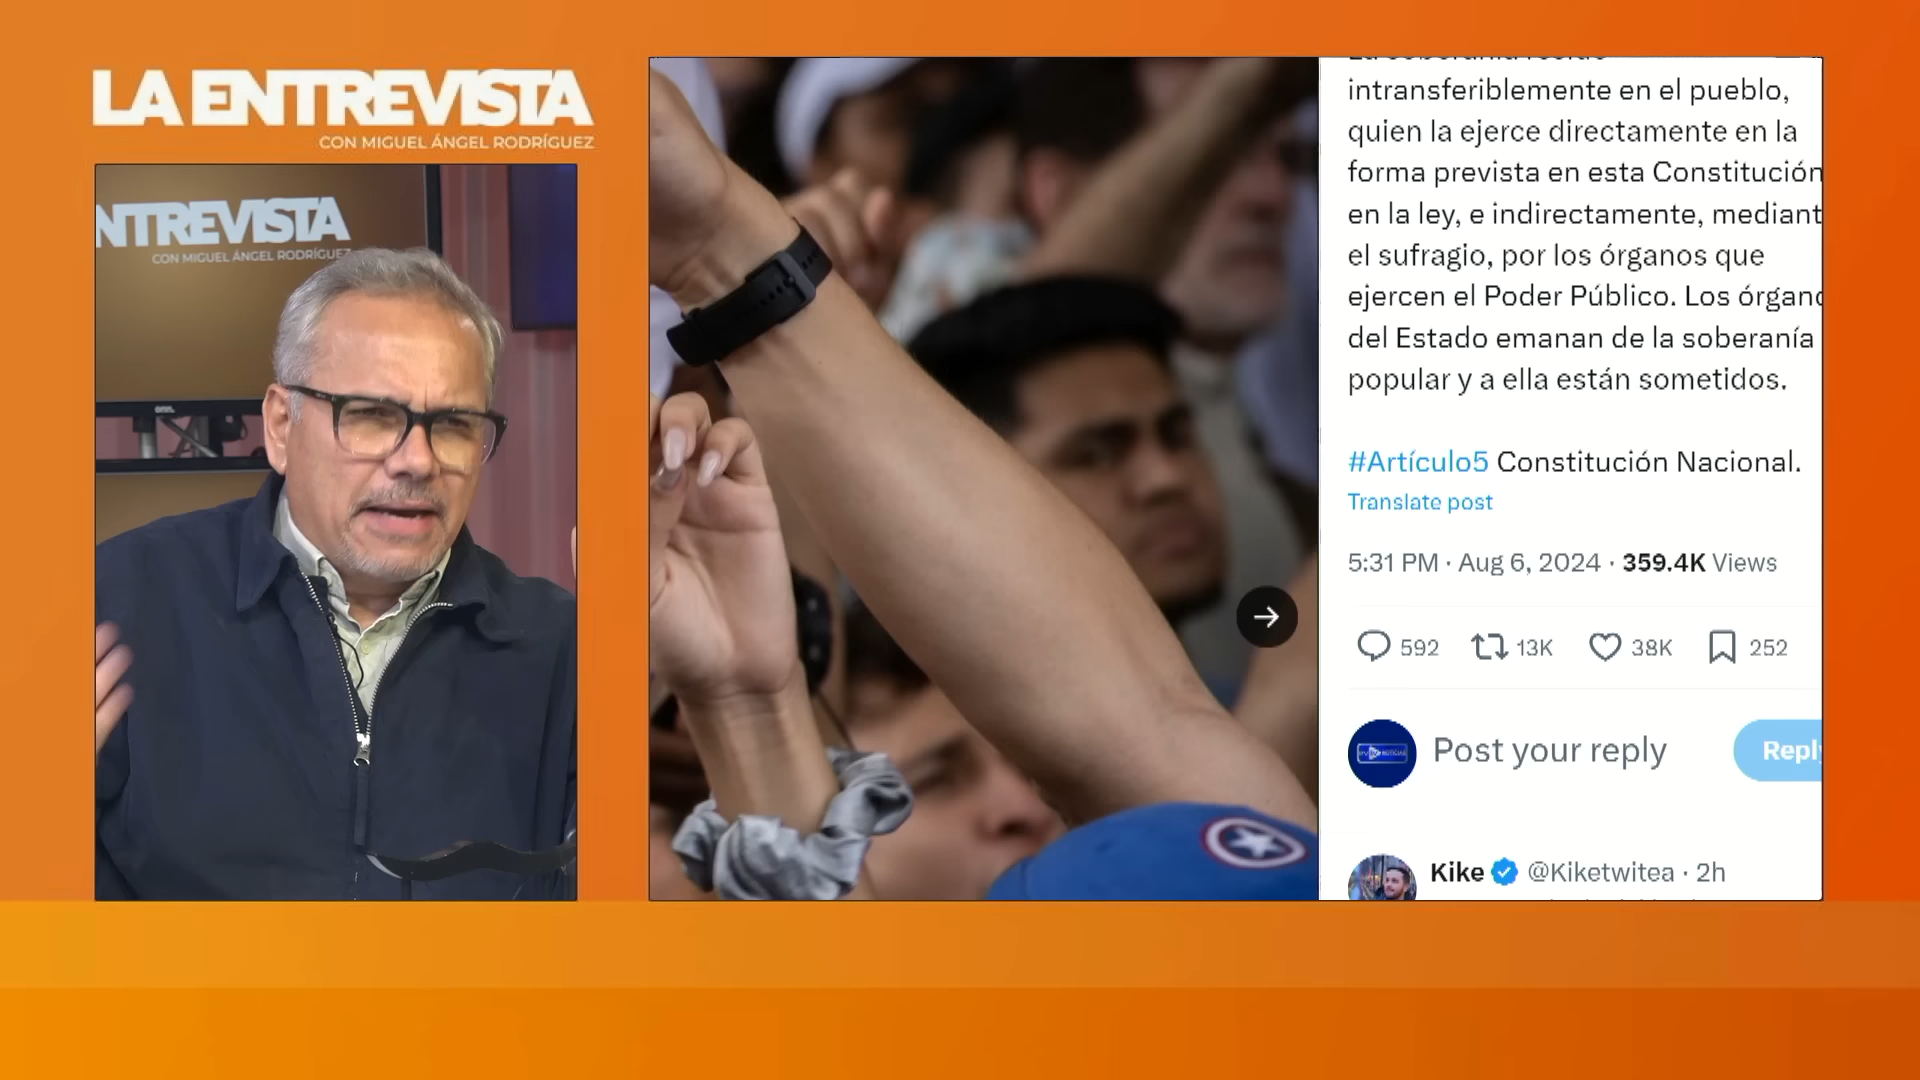 LA ENTREVISTA
CON MIGUEL ÁNGEL RODRÍGUEZ
NTREVISTA
CON MIGUEL ÁNGEL RODRÍGUEZ
intransferiblemente en el pueblo,
quien la ejerce directamente en la
forma prevista en esta Constitución
en la ley, e indirectamente, mediant
el sufragio, por los órganos que
ejercen el Poder Público. Los órgano
del Estado emanan de la soberanía
popular y a ella están sometidos.
#Artículo5 Constitución Nacional.
Translate post
5:31 PM · Aug 6, 2024 · 359.4K Views
592 13K 38K 252
Post your reply
Reply
Kike @Kiketwitea · 2h